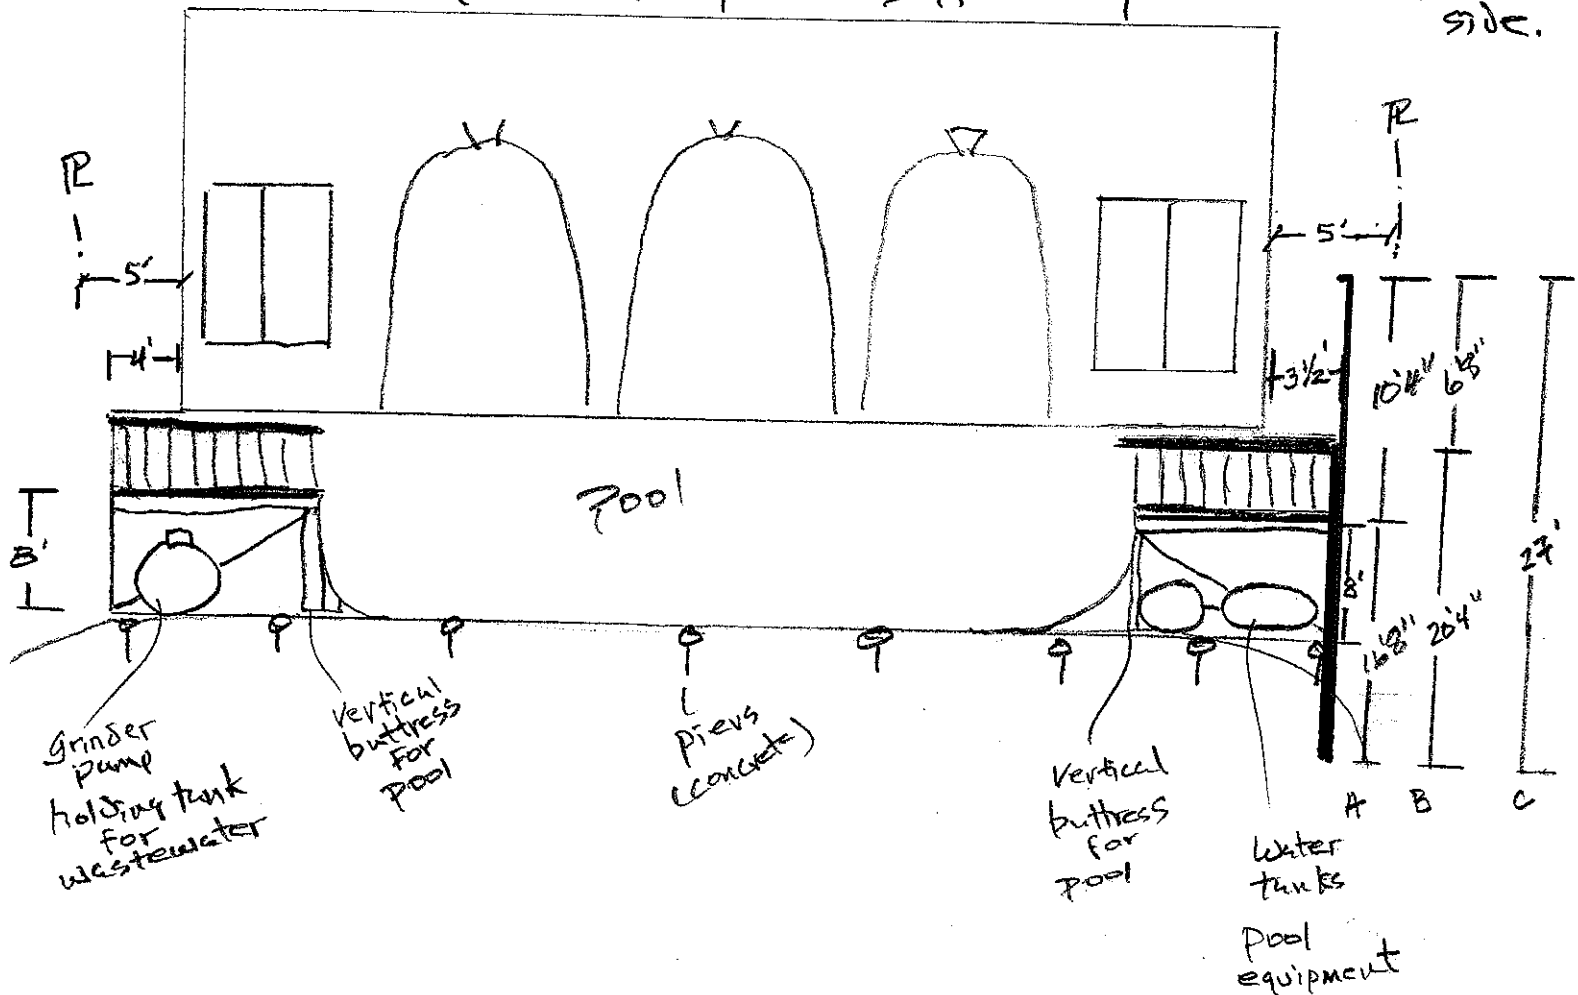 side.
PL
PL
5'
5'
4'
3 1/2'
10'4"
6'8"
Pool
8'
27'
8'
16'8"
20'4"
grinder
pump
holding tank
for
wastewater
vertical
buttress
for
pool
piers
(concrete)
vertical
buttress
for
pool
water
tanks
pool
equipment
A
B
C